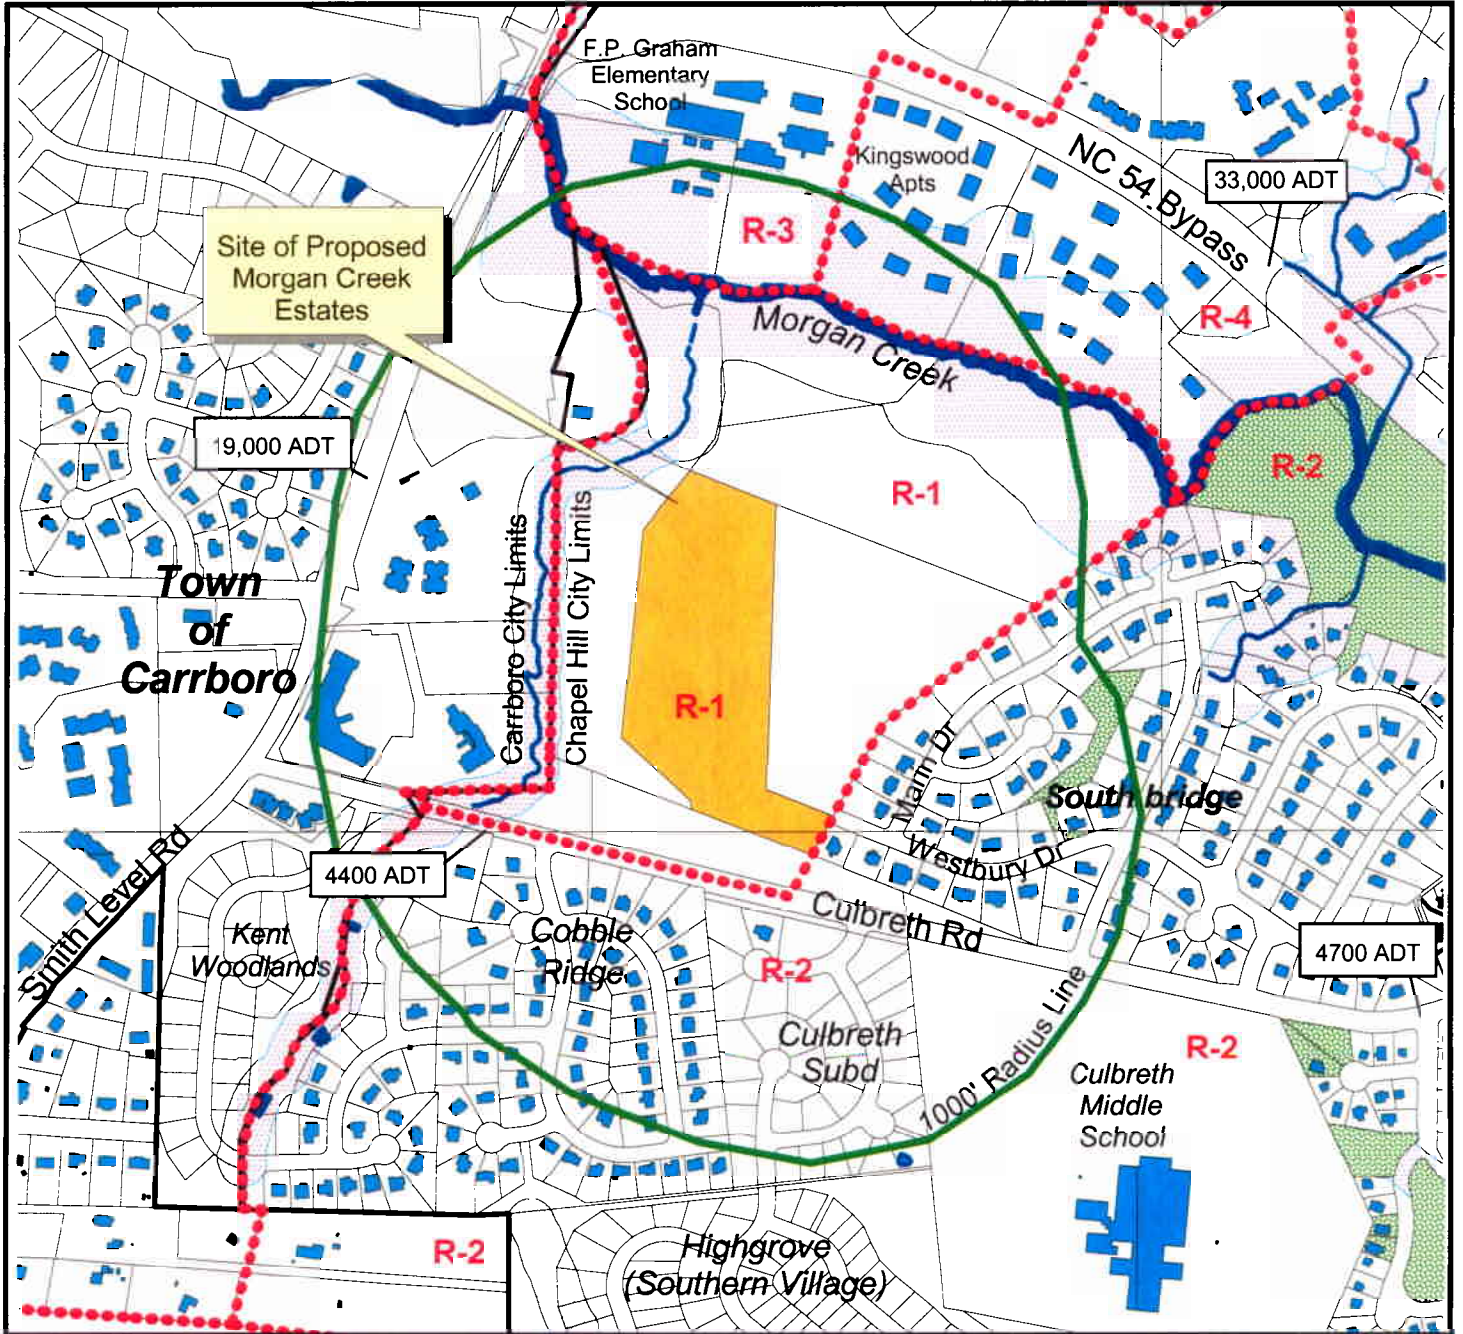 F.P. Graham
Elementary
School
Kingswood
Apts
NC 54 Bypass
33,000 ADT
R-3
Site of Proposed
Morgan Creek
Estates
Morgan Creek
R-4
19,000 ADT
R-1
R-2
Carrboro City Limits
Chapel Hill City Limits
Town
of
Carrboro
R-1
Mann Dr
Southbridge
Westbury Dr
Smith Level Rd
4400 ADT
Culbreth Rd
Kent
Woodlands
Cobble
Ridge
R-2
4700 ADT
Culbreth
Subd
1000' Radius Line
R-2
Culbreth
Middle
School
R-2
Highgrove
(Southern Village)